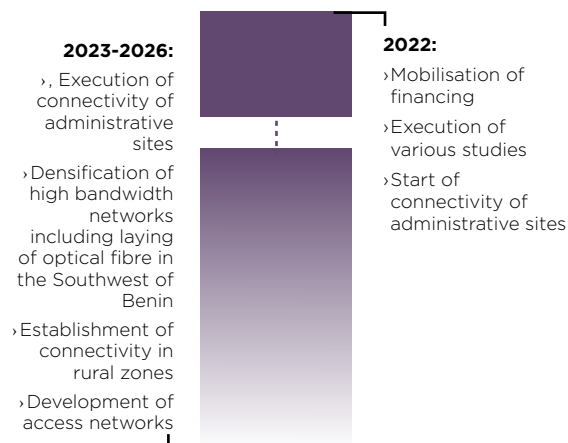 2023-2026:
›, Execution of
connectivity of
administrative
sites
›Densification of
high bandwidth
networks
including laying
of optical fibre in
the Southwest of
Benin
›Establishment of
connectivity in
rural zones
›Development of
access networks
2022:
›Mobilisation of
financing
›Execution of
various studies
›Start of
connectivity of
administrative sites